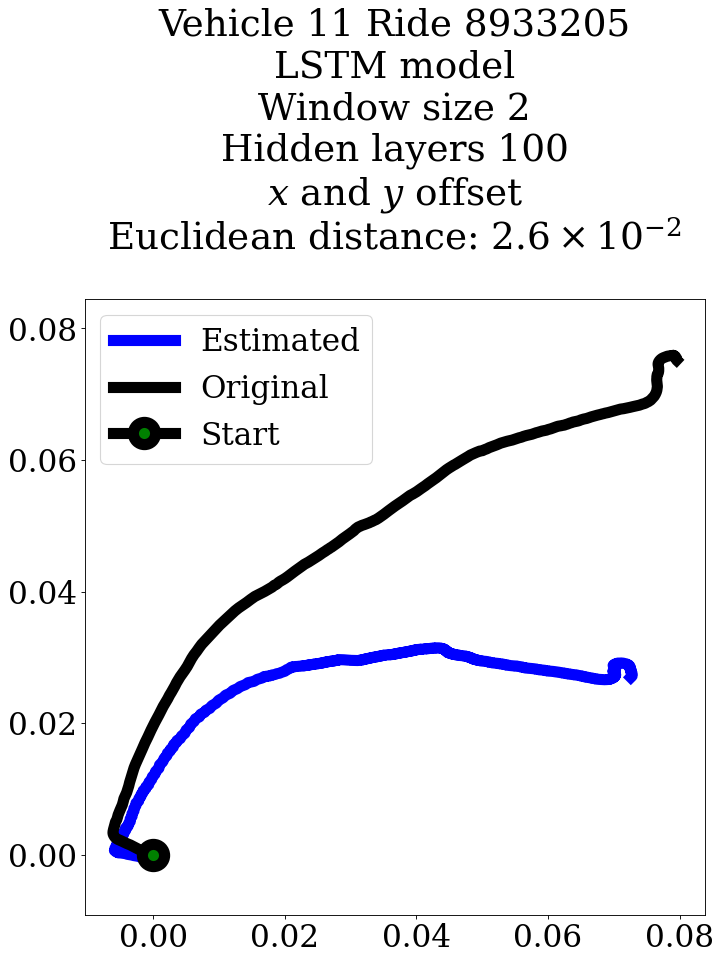 Vehicle 11 Ride 8933205
LSTM model
Window size 2
Hidden layers 100
x and y offset
Euclidean distance: 2.6 × 10⁻²
Estimated
Original
Start
0.08
0.06
0.04
0.02
0.00
0.00 0.02 0.04 0.06 0.08